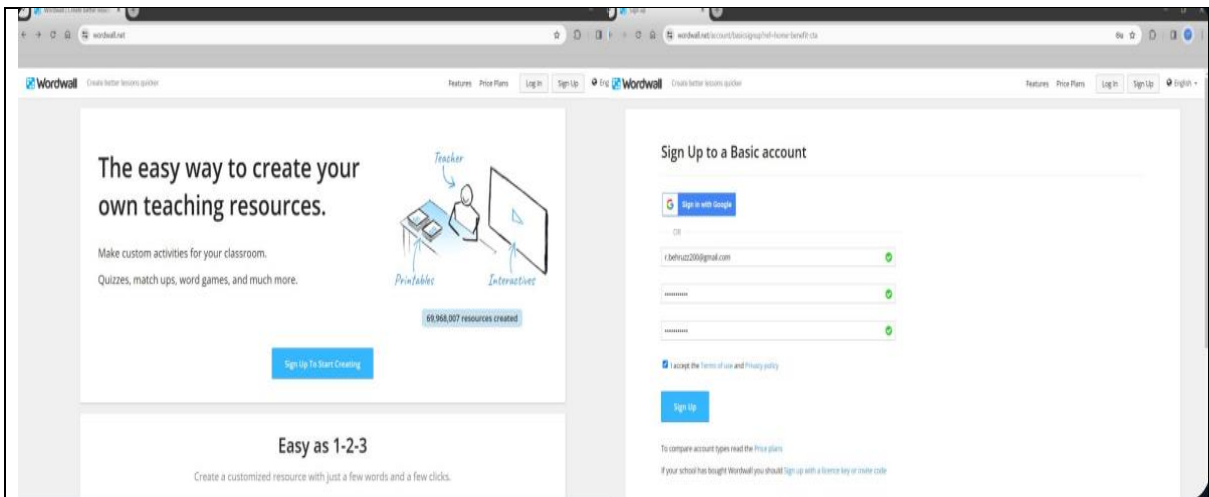 wordwall.net
wordwall.net/account/basicsignup?ref=home-benefit-cta
Wordwall Create better lessons quicker
Features Price Plans Log In Sign Up Eng
The easy way to create your
own teaching resources.
Make custom activities for your classroom.
Quizzes, match ups, word games, and much more.
Teacher
Printables
Interactives
69,968,007 resources created
Sign Up To Start Creating
Easy as 1-2-3
Create a customized resource with just a few words and a few clicks.
Sign up
Wordwall Create better lessons quicker
Features Price Plans Log In Sign Up English
Sign Up to a Basic account
Sign in with Google
OR
r.behruzz200@gmail.com
I accept the Terms of use and Privacy policy
Sign Up
To compare account types read the Price plans
If your school has bought Wordwall you should Sign up with a licence key or invite code